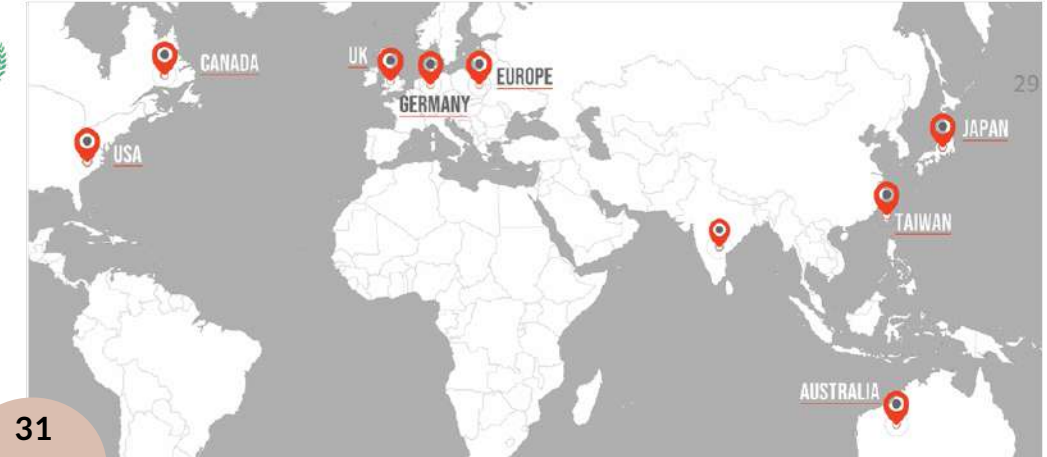 CANADA
UK
EUROPE
GERMANY
29
JAPAN
USA
TAIWAN
AUSTRALIA
31